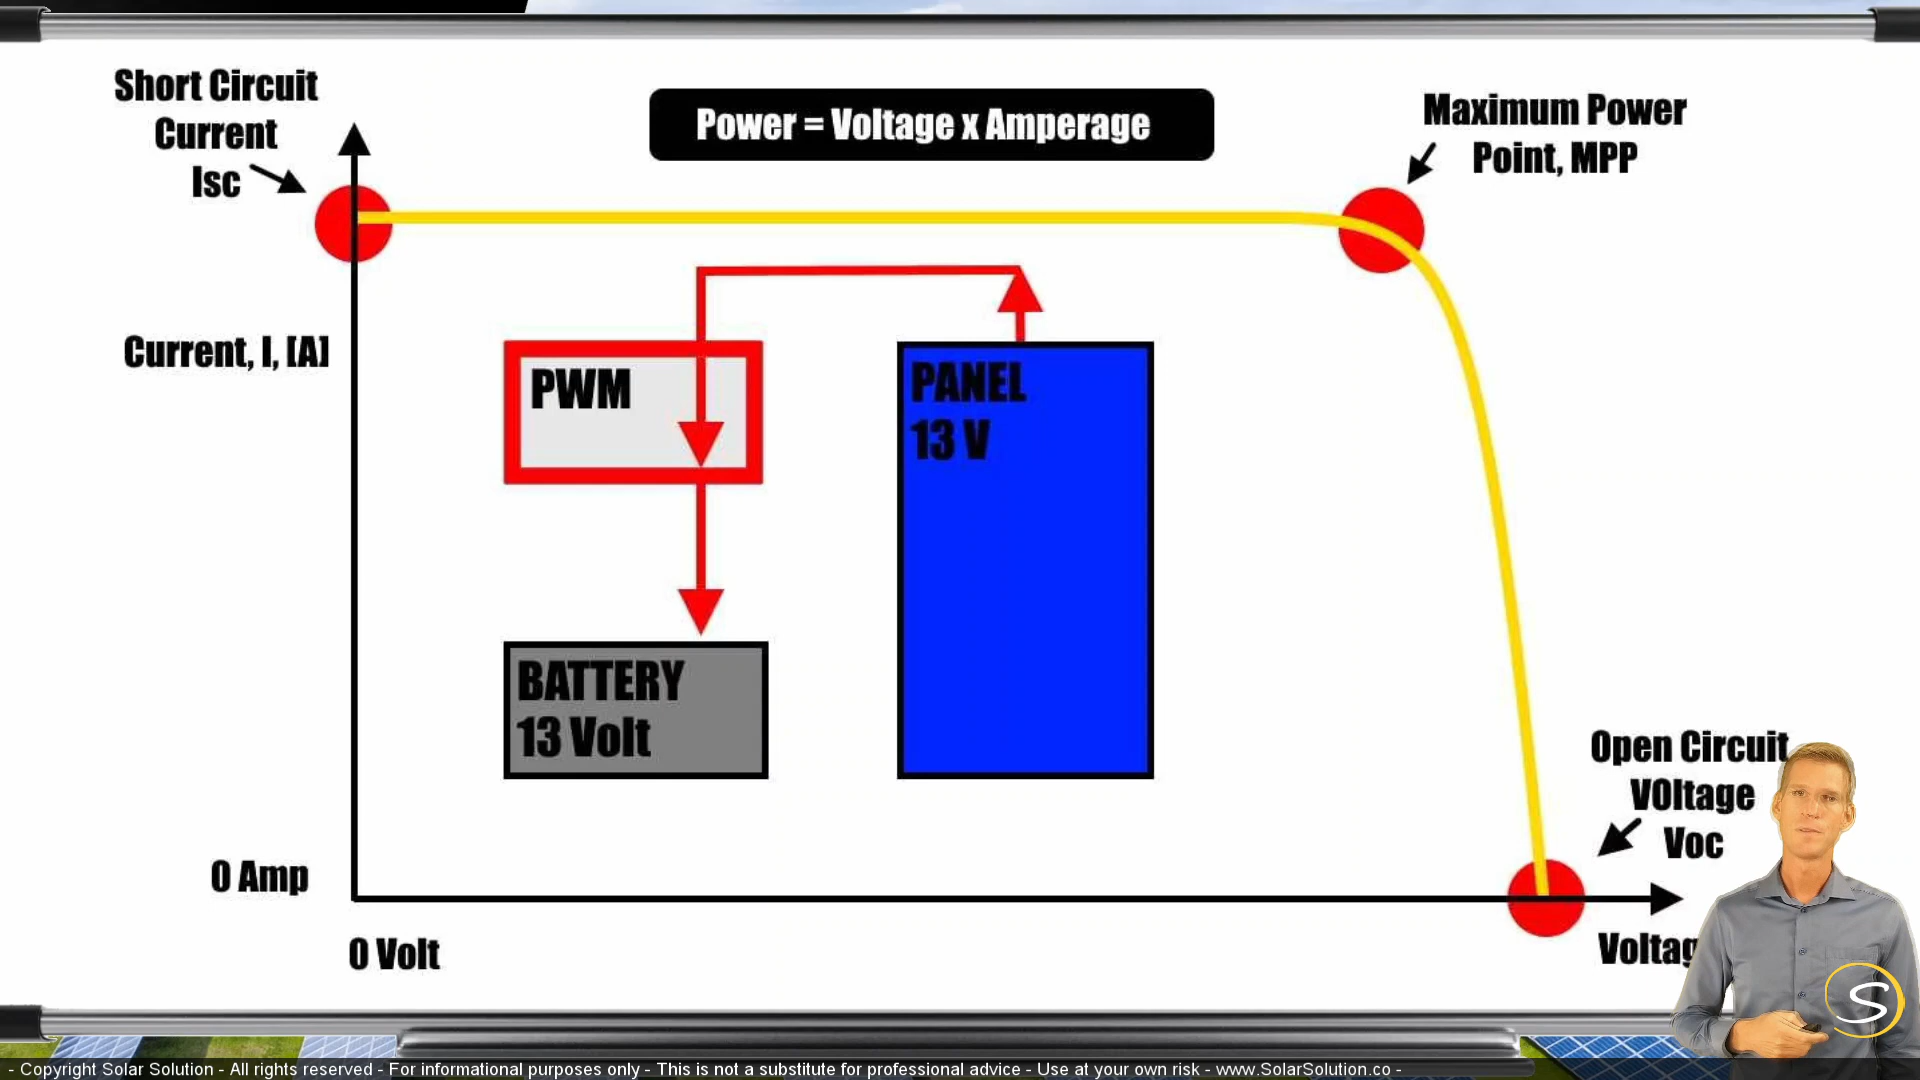 Short Circuit
Current
Isc
Power = Voltage x Amperage
Maximum Power
Point, MPP
Current, I, [A]
PWM
PANEL
13 V
BATTERY
13 Volt
Open Circuit
VOltage
Voc
0 Amp
0 Volt
Voltag
S
- Copyright Solar Solution - All rights reserved - For informational purposes only - This is not a substitute for professional advice - Use at your own risk - www.SolarSolution.co -